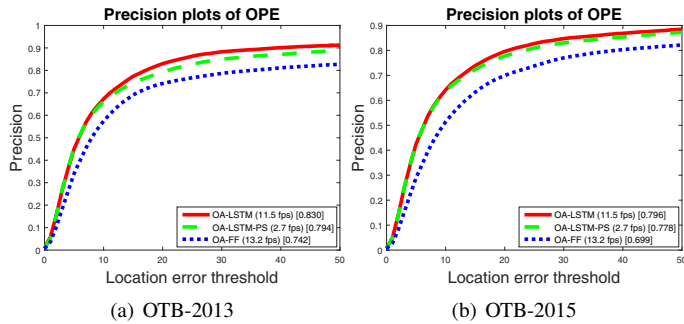 Precision plots of OPE
1
0.9
0.8
0.7
0.6
0.5
0.4
0.3
0.2
0.1
0
Precision
OA-LSTM (11.5 fps) [0.830]
OA-LSTM-PS (2.7 fps) [0.794]
OA-FF (13.2 fps) [0.742]
0 10 20 30 40 50
Location error threshold
(a) OTB-2013
Precision plots of OPE
0.9
0.8
0.7
0.6
0.5
0.4
0.3
0.2
0.1
0
Precision
OA-LSTM (11.5 fps) [0.796]
OA-LSTM-PS (2.7 fps) [0.778]
OA-FF (13.2 fps) [0.699]
0 10 20 30 40 50
Location error threshold
(b) OTB-2015